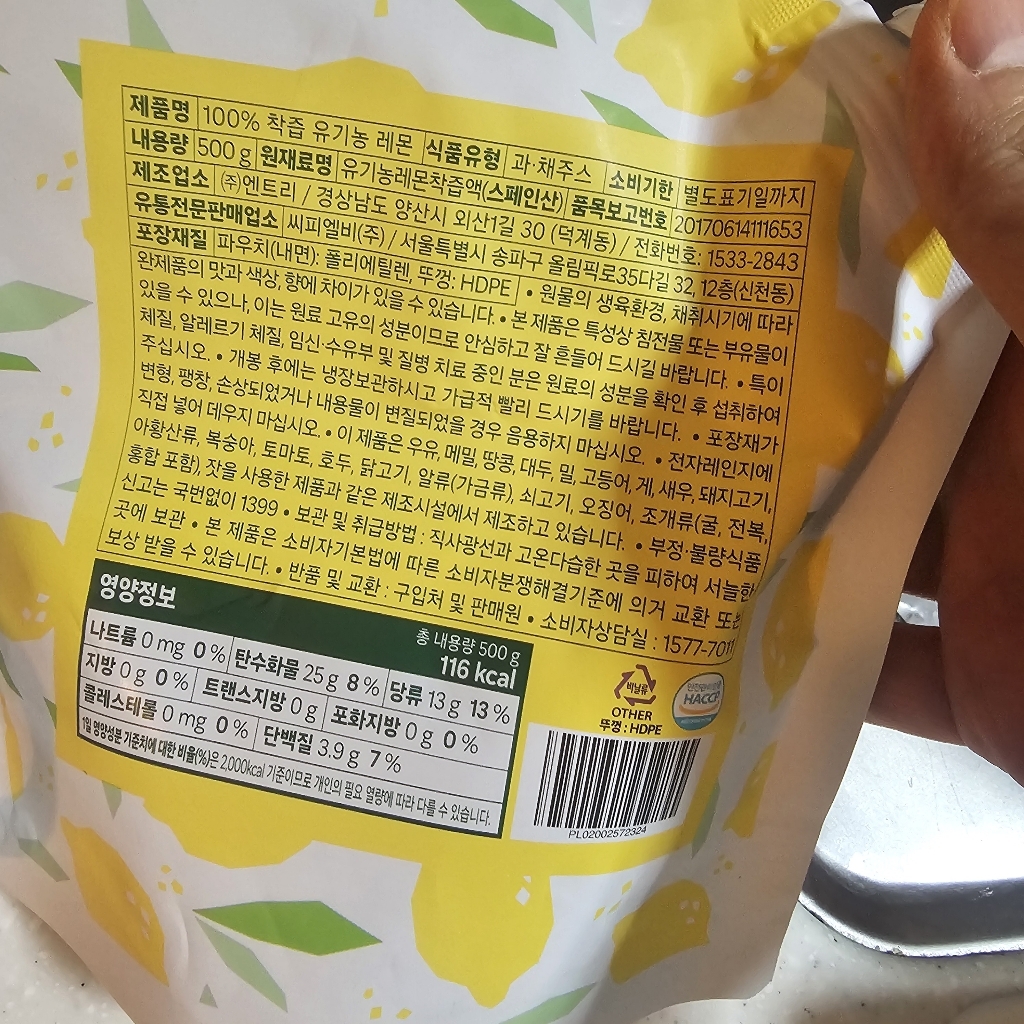 제품명 100% 착즙 유기농 레몬 식품유형 과·채주스 소비기한 별도표기일까지
내용량 500 g 원재료명 유기농레몬착즙액(스페인산) 품목보고번호 20170614111653
제조업소 (주)엔트리 / 경상남도 양산시 외산1길 30 (덕계동) / 전화번호: 1533-2843
유통전문판매업소 씨피엘비(주) / 서울특별시 송파구 올림픽로35다길 32, 12층(신천동)
포장재질 파우치(내면): 폴리에틸렌, 뚜껑: HDPE • 원물의 생육환경, 채취시기에 따라
완제품의 맛과 색상, 향에 차이가 있을 수 있습니다. • 본 제품은 특성상 침전물 또는 부유물이
있을 수 있으나, 이는 원료 고유의 성분이므로 안심하고 잘 흔들어 드시길 바랍니다. • 특이
체질, 알레르기 체질, 임신·수유부 및 질병 치료 중인 분은 원료의 성분을 확인 후 섭취하여
주십시오. • 개봉 후에는 냉장보관하시고 가급적 빨리 드시기를 바랍니다. • 포장재가
변형, 팽창, 손상되었거나 내용물이 변질되었을 경우 음용하지 마십시오. • 전자레인지에
직접 넣어 데우지 마십시오. • 이 제품은 우유, 메밀, 땅콩, 대두, 밀, 고등어, 게, 새우, 돼지고기,
아황산류, 복숭아, 토마토, 호두, 닭고기, 알류(가금류), 쇠고기, 오징어, 조개류(굴, 전복,
홍합 포함), 잣을 사용한 제품과 같은 제조시설에서 제조하고 있습니다. • 부정·불량식품
신고는 국번없이 1399 • 보관 및 취급방법 : 직사광선과 고온다습한 곳을 피하여 서늘한
곳에 보관 • 본 제품은 소비자기본법에 따른 소비자분쟁해결기준에 의거 교환 또는
보상 받을 수 있습니다. • 반품 및 교환 : 구입처 및 판매원 • 소비자상담실 : 1577-7011
영양정보
총 내용량 500 g
116 kcal
나트륨 0 mg 0 % 탄수화물 25 g 8 % 당류 13 g 13 %
지방 0 g 0 % 트랜스지방 0 g 포화지방 0 g 0 %
콜레스테롤 0 mg 0 % 단백질 3.9 g 7 %
1일 영양성분 기준치에 대한 비율(%)은 2,000kcal 기준이므로 개인의 필요 열량에 따라 다를 수 있습니다.
비닐류
OTHER
뚜껑 : HDPE
HACCP
PL02002572324